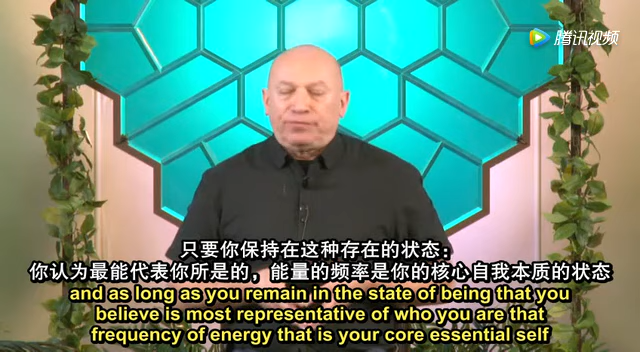 腾讯视频
只要你保持在这种存在的状态：
你认为最能代表你所是的，能量的频率是你的核心自我本质的状态
and as long as you remain in the state of being that you
believe is most representative of who you are that
frequency of energy that is your core essential self